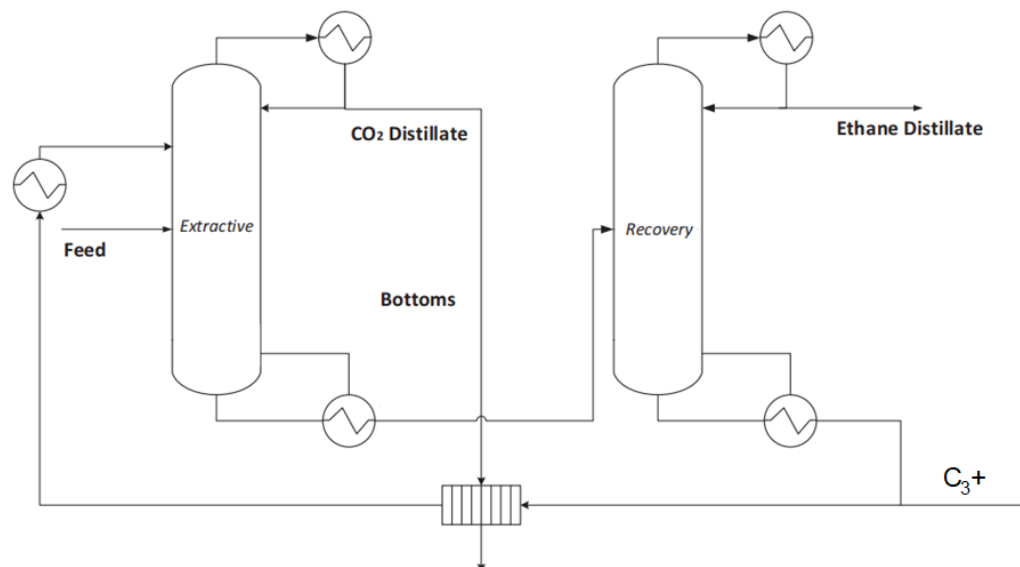 CO₂ Distillate
Ethane Distillate
Extractive
Feed
Recovery
Bottoms
C₃+